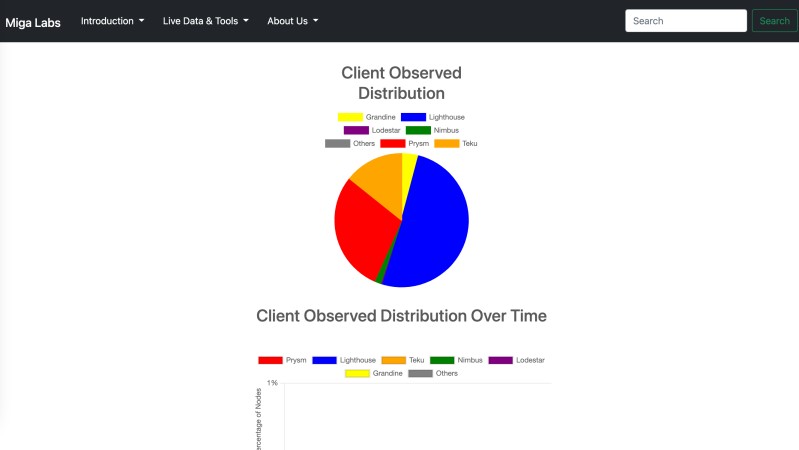 Miga Labs Introduction Live Data & Tools About Us Search Search
Client Observed
Distribution
Grandine Lighthouse
Lodestar Nimbus
Others Prysm Teku
Client Observed Distribution Over Time
Prysm Lighthouse Teku Nimbus Lodestar
Grandine Others
1%
of Nodes